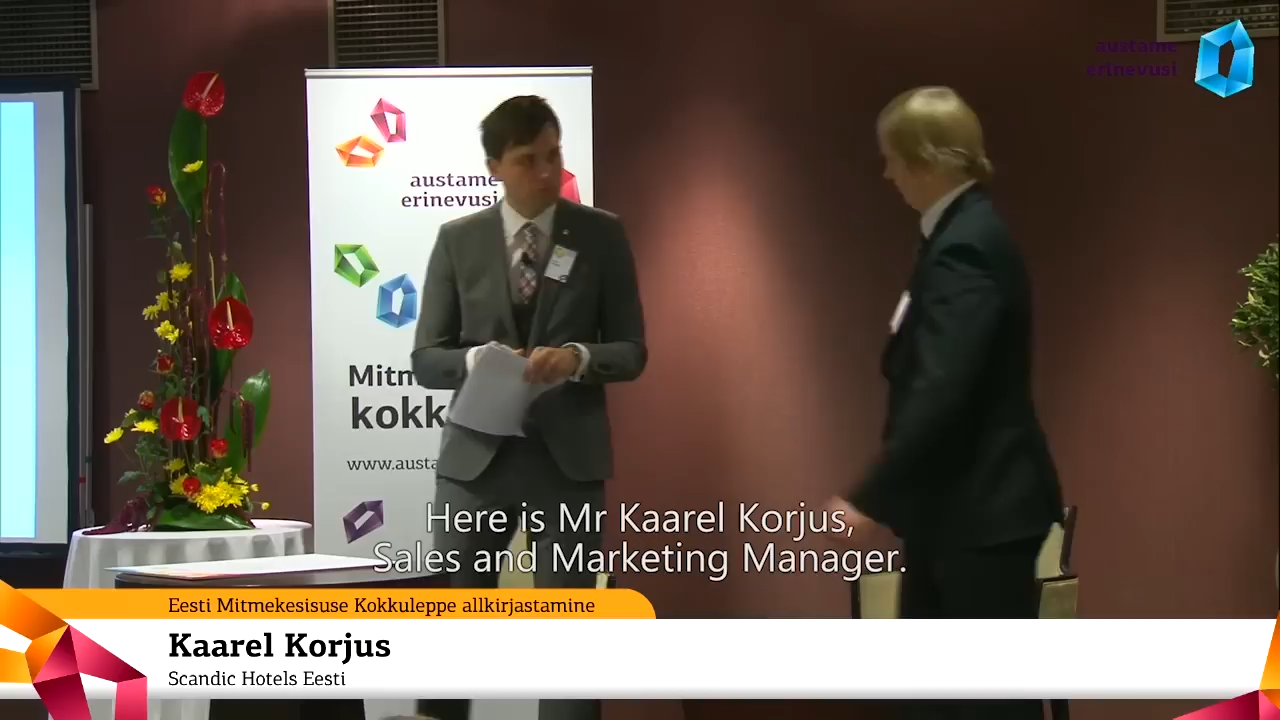 austame
erinevusi
austame
erinevusi
Mitm
kokk
www.austa
Here is Mr Kaarel Korjus,
Sales and Marketing Manager.
Eesti Mitmekesisuse Kokkuleppe allkirjastamine
Kaarel Korjus
Scandic Hotels Eesti